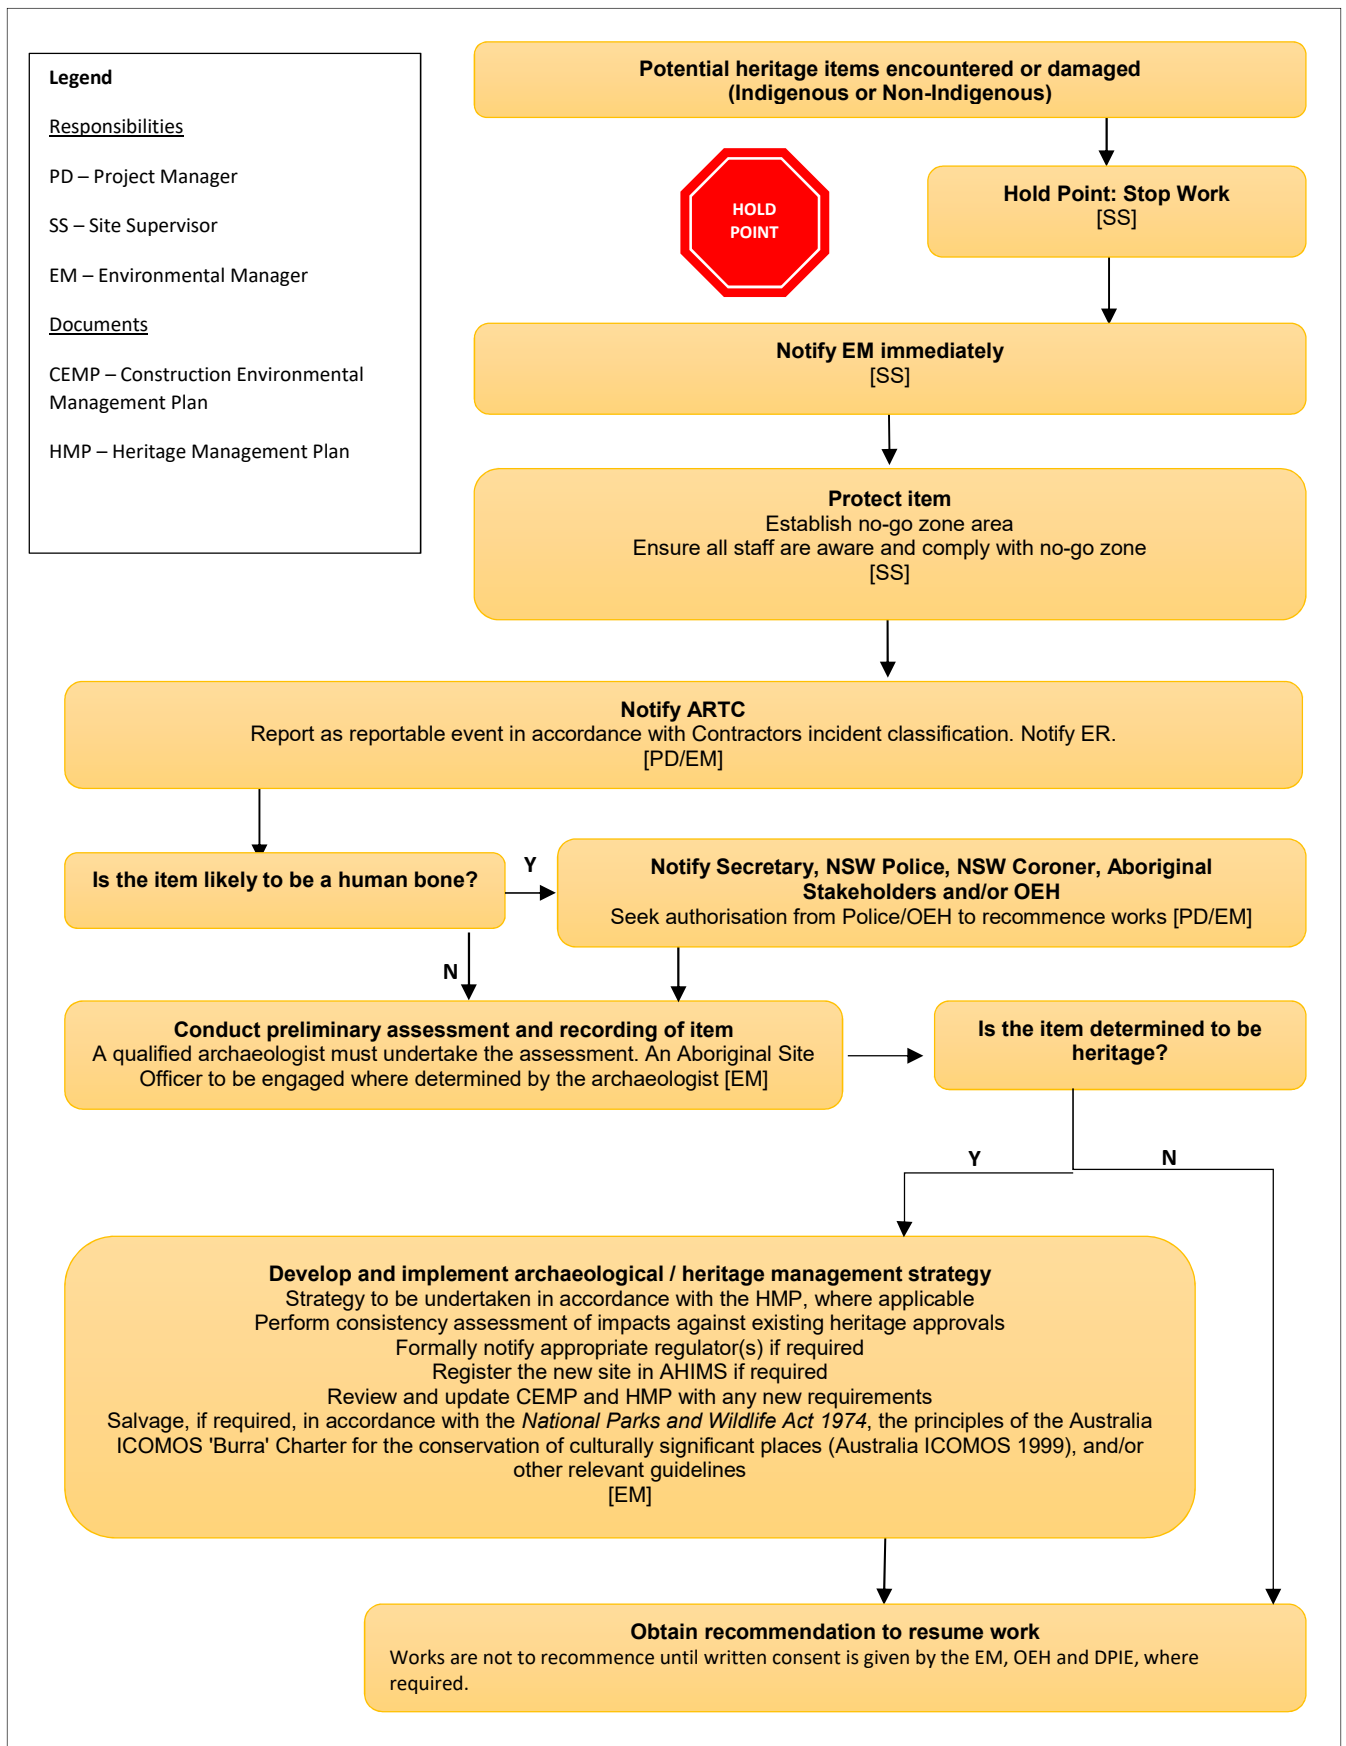 Legend
Responsibilities
PD – Project Manager
SS – Site Supervisor
EM – Environmental Manager
Documents
CEMP – Construction Environmental
Management Plan
HMP – Heritage Management Plan
Potential heritage items encountered or damaged
(Indigenous or Non-Indigenous)
HOLD
POINT
Hold Point: Stop Work
[SS]
Notify EM immediately
[SS]
Protect item
Establish no-go zone area
Ensure all staff are aware and comply with no-go zone
[SS]
Notify ARTC
Report as reportable event in accordance with Contractors incident classification. Notify ER.
[PD/EM]
Is the item likely to be a human bone?
Y
Notify Secretary, NSW Police, NSW Coroner, Aboriginal
Stakeholders and/or OEH
Seek authorisation from Police/OEH to recommence works [PD/EM]
N
Conduct preliminary assessment and recording of item
A qualified archaeologist must undertake the assessment. An Aboriginal Site
Officer to be engaged where determined by the archaeologist [EM]
Is the item determined to be
heritage?
Y
N
Develop and implement archaeological / heritage management strategy
Strategy to be undertaken in accordance with the HMP, where applicable
Perform consistency assessment of impacts against existing heritage approvals
Formally notify appropriate regulator(s) if required
Register the new site in AHIMS if required
Review and update CEMP and HMP with any new requirements
Salvage, if required, in accordance with the National Parks and Wildlife Act 1974, the principles of the Australia
ICOMOS 'Burra' Charter for the conservation of culturally significant places (Australia ICOMOS 1999), and/or
other relevant guidelines
[EM]
Obtain recommendation to resume work
Works are not to recommence until written consent is given by the EM, OEH and DPIE, where
required.